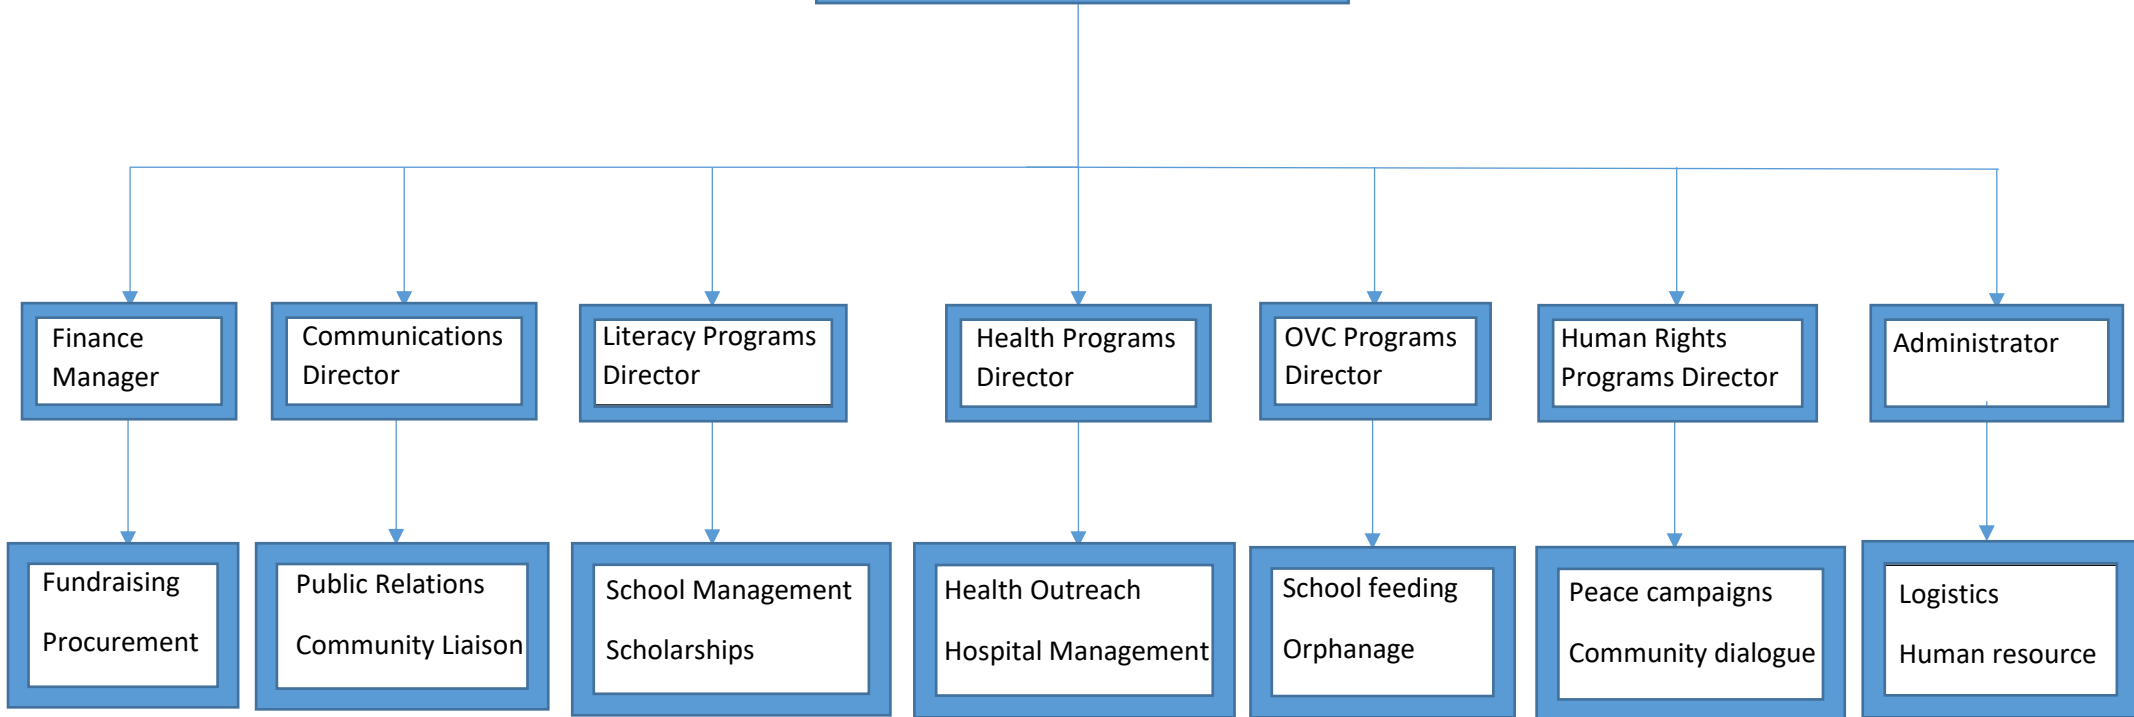 Finance
Manager
Communications
Director
Literacy Programs
Director
Health Programs
Director
OVC Programs
Director
Human Rights
Programs Director
Administrator
Fundraising
Procurement
Public Relations
Community Liaison
School Management
Scholarships
Health Outreach
Hospital Management
School feeding
Orphanage
Peace campaigns
Community dialogue
Logistics
Human resource